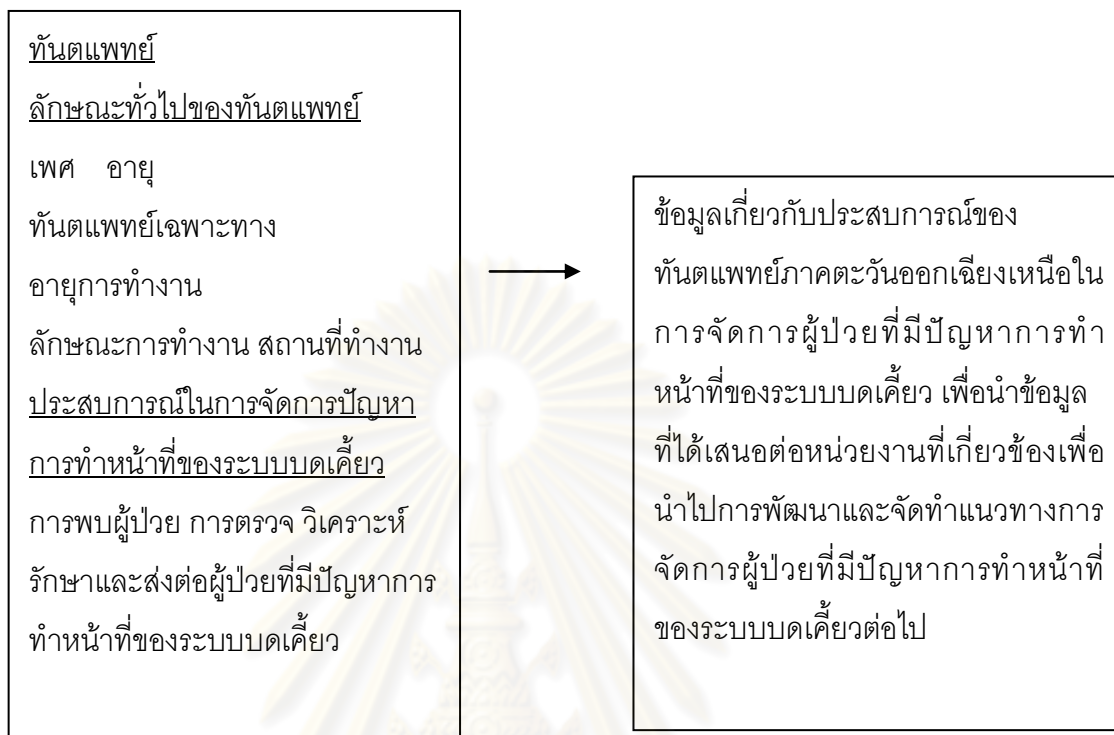 ทันตแพทย์
ลักษณะทั่วไปของทันตแพทย์
เพศ อายุ
ทันตแพทย์เฉพาะทาง
อายุการทำงาน
ลักษณะการทำงาน สถานที่ทำงาน
ประสบการณ์ในการจัดการปัญหา
การทำหน้าที่ของระบบบดเคี้ยว
การพบผู้ป่วย การตรวจ วิเคราะห์
รักษาและส่งต่อผู้ป่วยที่มีปัญหาการ
ทำหน้าที่ของระบบบดเคี้ยว
ข้อมูลเกี่ยวกับประสบการณ์ของ
ทันตแพทย์ภาคตะวันออกเฉียงเหนือใน
การจัดการผู้ป่วยที่มีปัญหาการทำ
หน้าที่ของระบบบดเคี้ยว เพื่อนำข้อมูล
ที่ได้เสนอต่อหน่วยงานที่เกี่ยวข้องเพื่อ
นำไปการพัฒนาและจัดทำแนวทางการ
จัดการผู้ป่วยที่มีปัญหาการทำหน้าที่
ของระบบบดเคี้ยวต่อไป